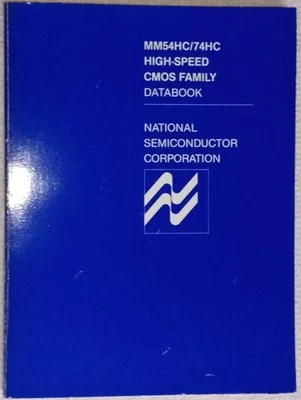 MM54HC/74HC
HIGH-SPEED
CMOS FAMILY
DATABOOK
NATIONAL
SEMICONDUCTOR
CORPORATION